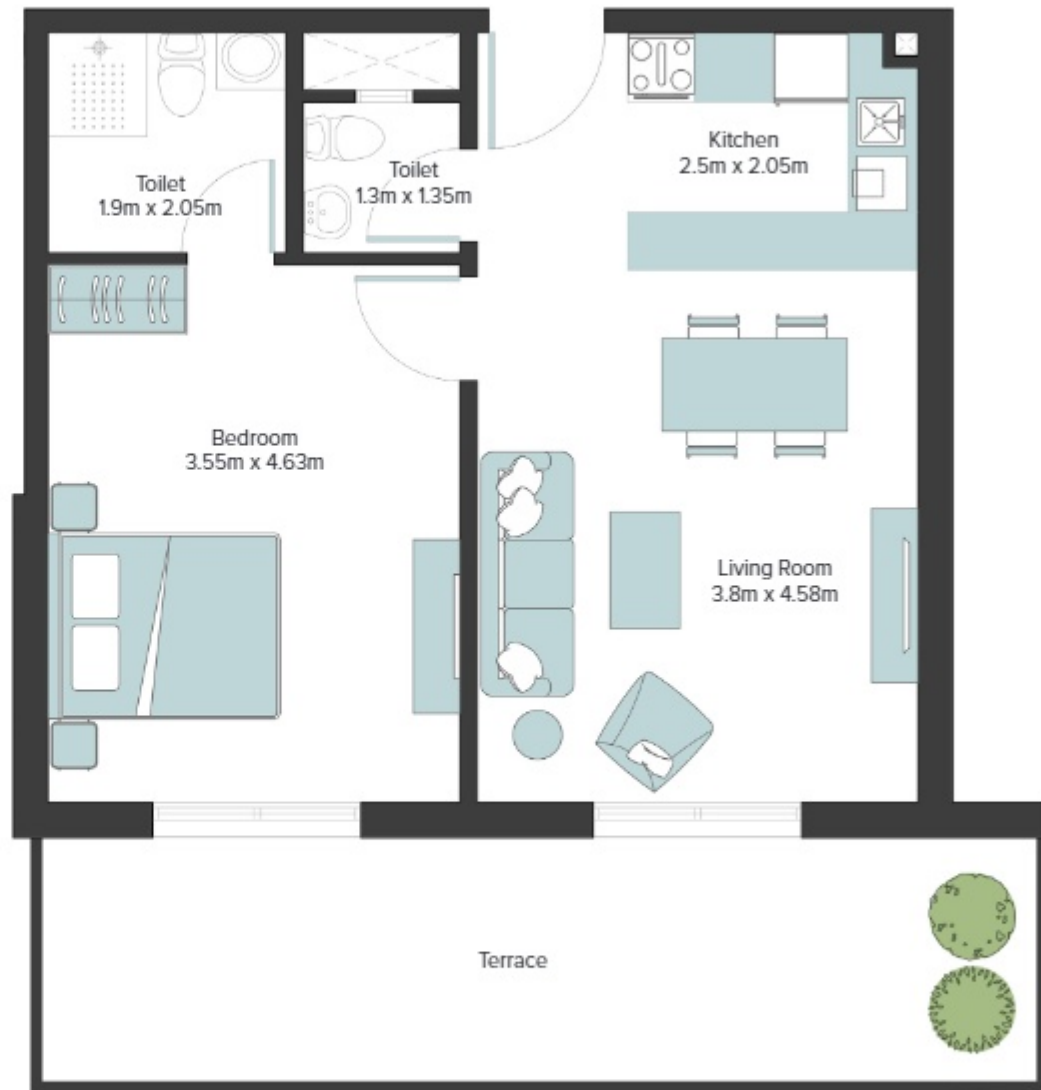 Kitchen
2.5m x 2.05m
Toilet
1.9m x 2.05m
Toilet
1.3m x 1.35m
Bedroom
3.55m x 4.63m
Living Room
3.8m x 4.58m
Terrace